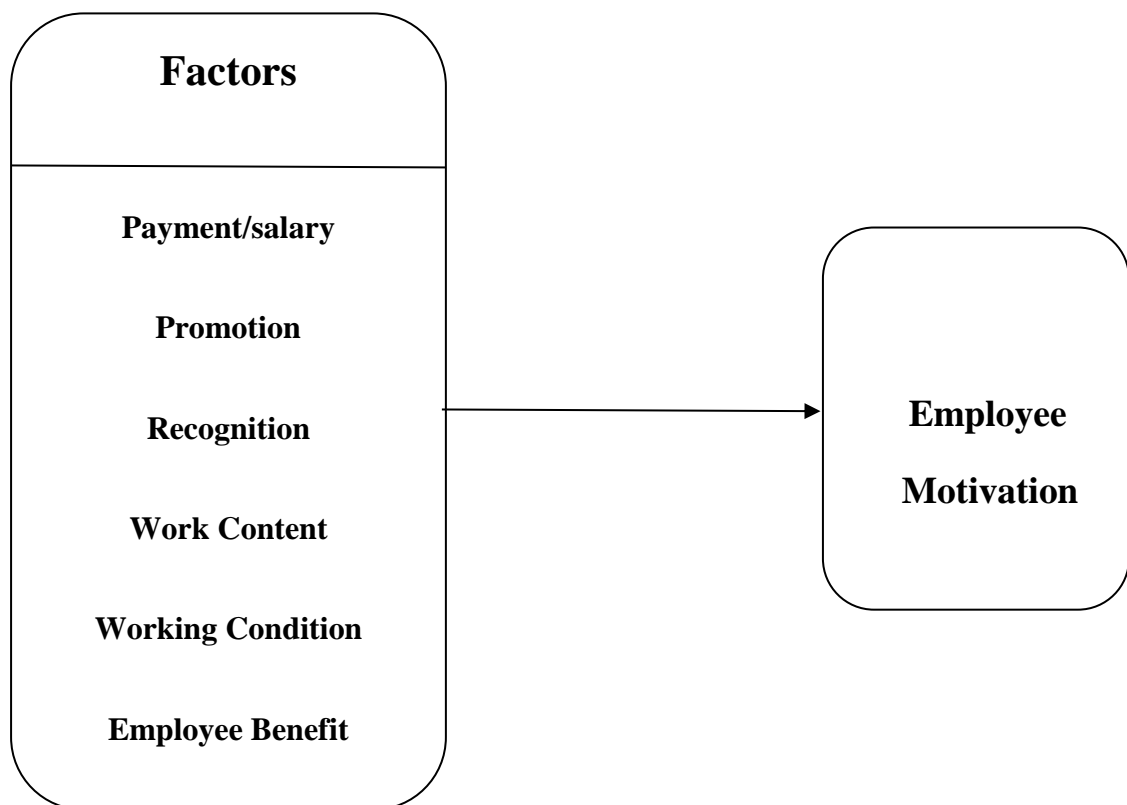 Factors
Payment/salary
Promotion
Recognition
Work Content
Working Condition
Employee Benefit
Employee
Motivation